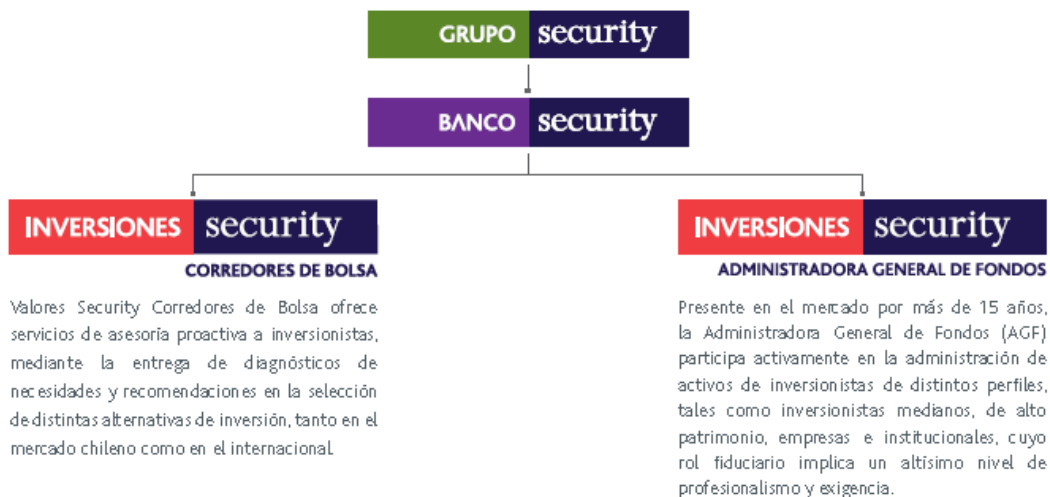 GRUPO security
BANCO security
INVERSIONES security
CORREDORES DE BOLSA
Valores Security Corredores de Bolsa ofrece
servicios de asesoría proactiva a inversionistas,
mediante la entrega de diagnósticos de
necesidades y recomendaciones en la selección
de distintas alternativas de inversión, tanto en el
mercado chileno como en el internacional.
INVERSIONES security
ADMINISTRADORA GENERAL DE FONDOS
Presente en el mercado por más de 15 años,
la Administradora General de Fondos (AGF)
participa activamente en la administración de
activos de inversionistas de distintos perfiles,
tales como inversionistas medianos, de alto
patrimonio, empresas e institucionales, cuyo
rol fiduciario implica un altísimo nivel de
profesionalismo y exigencia.